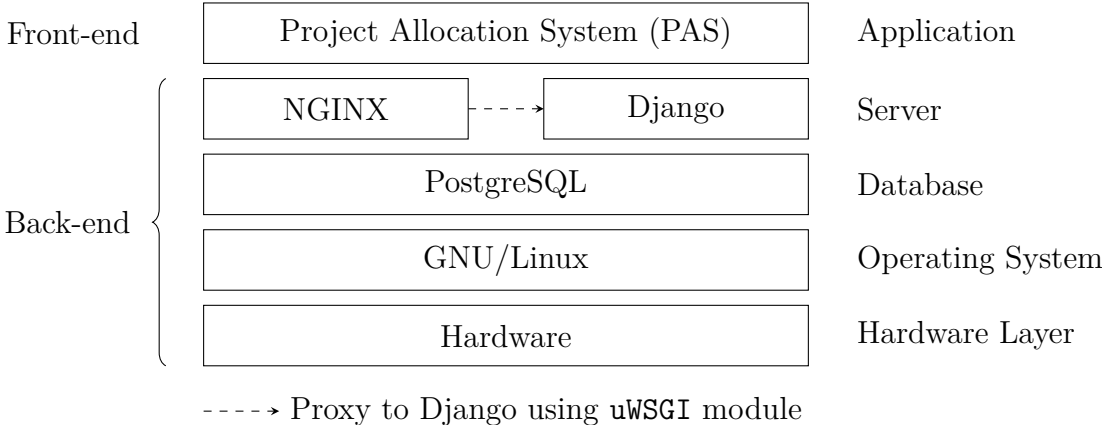 Front-end Project Allocation System (PAS) Application
NGINX Django Server
PostgreSQL Database
Back-end
GNU/Linux Operating System
Hardware Hardware Layer
Proxy to Django using uWSGI module